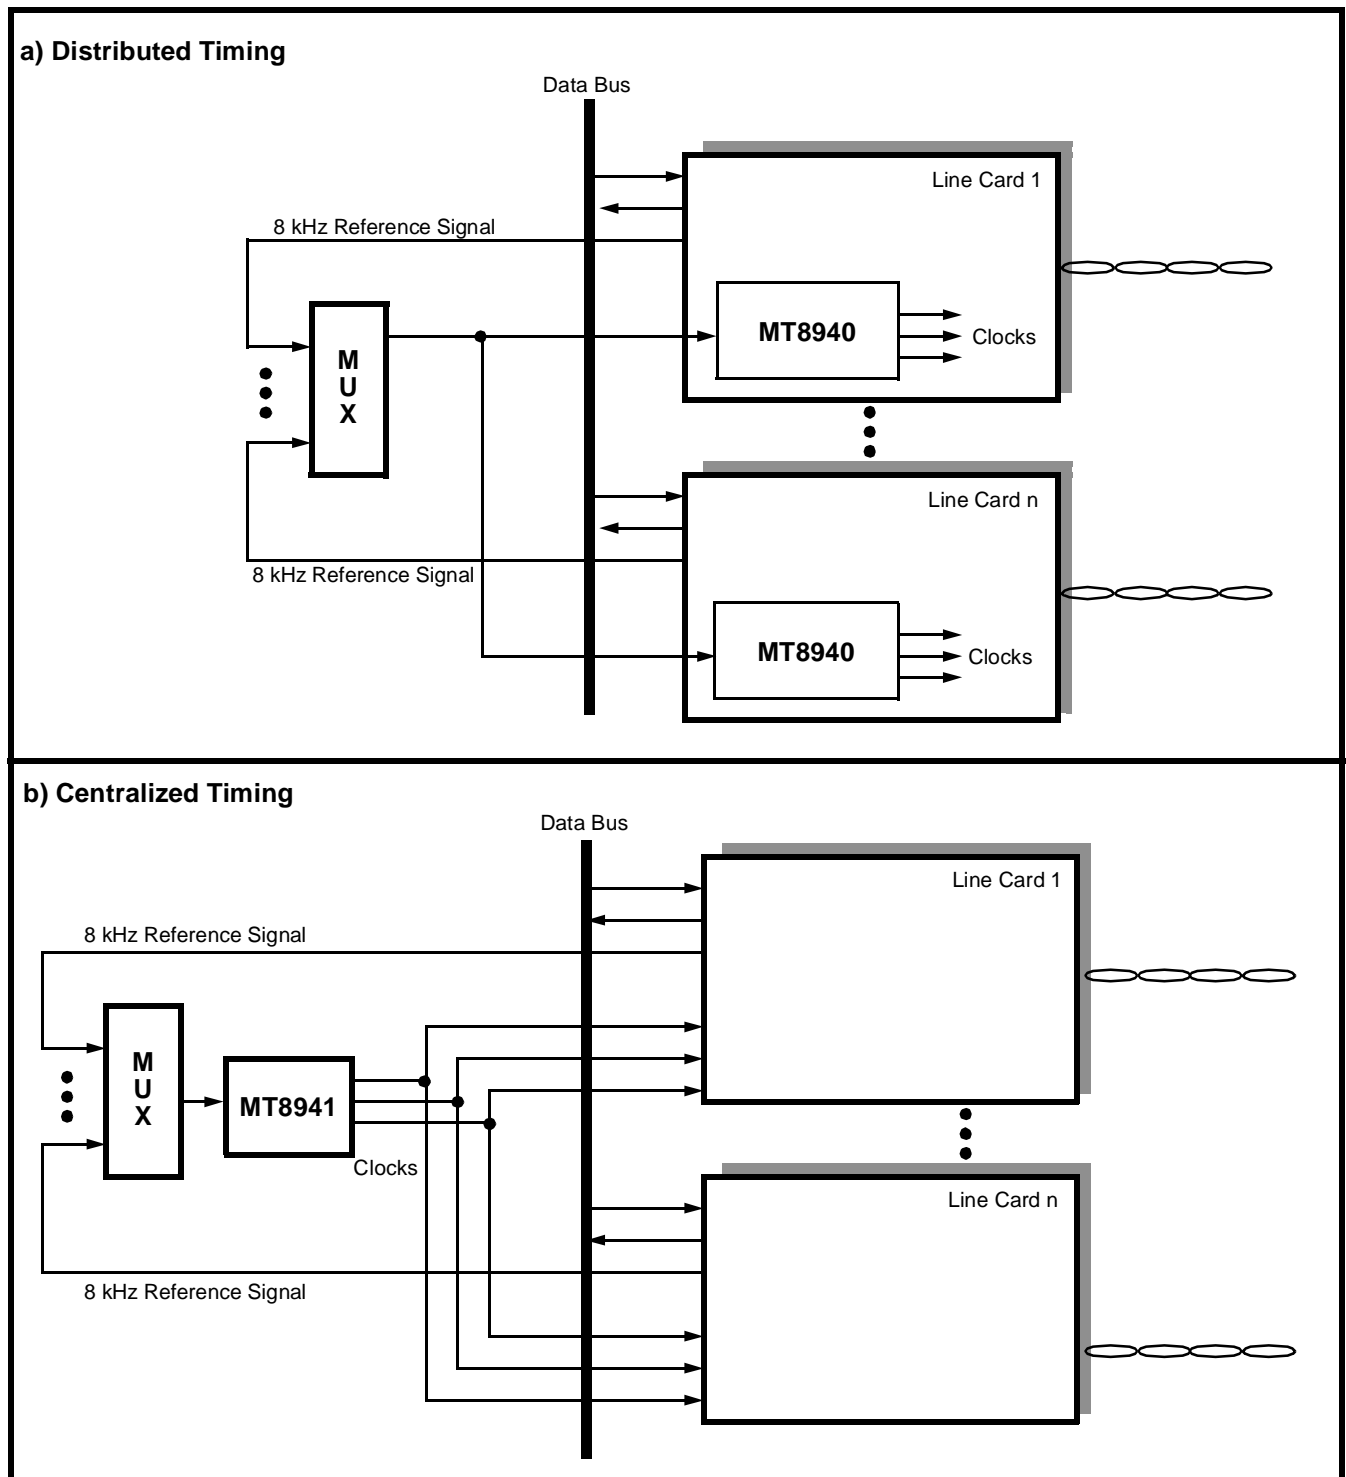 a) Distributed Timing
Data Bus
Line Card 1
8 kHz Reference Signal
MUX
MT8940
Clocks
Line Card n
8 kHz Reference Signal
MT8940
Clocks
b) Centralized Timing
Data Bus
Line Card 1
8 kHz Reference Signal
MUX
MT8941
Clocks
Line Card n
8 kHz Reference Signal